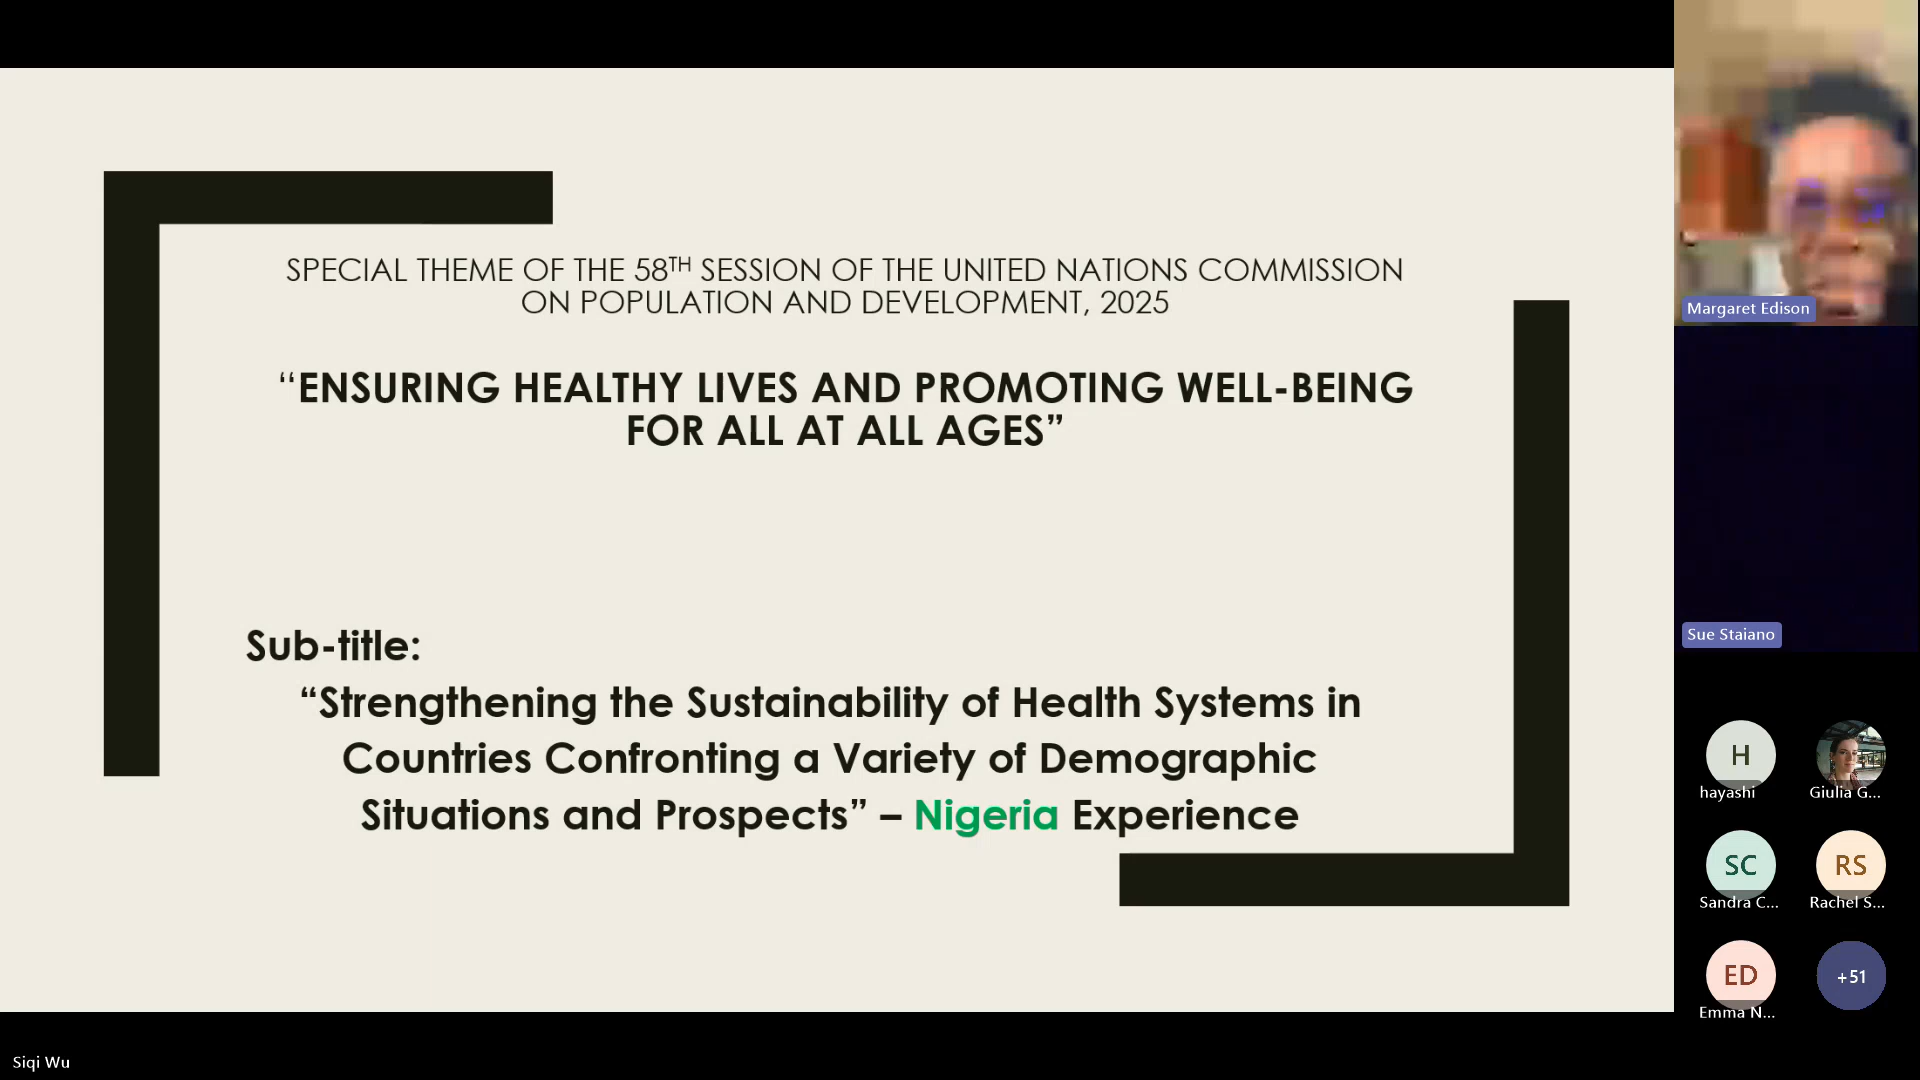 SPECIAL THEME OF THE 58TH SESSION OF THE UNITED NATIONS COMMISSION
ON POPULATION AND DEVELOPMENT, 2025
“ENSURING HEALTHY LIVES AND PROMOTING WELL-BEING
FOR ALL AT ALL AGES”
Sub-title:
“Strengthening the Sustainability of Health Systems in
Countries Confronting a Variety of Demographic
Situations and Prospects” – Nigeria Experience
Margaret Edison
Sue Staiano
H
hayashi
Giulia G...
SC
Sandra C...
RS
Rachel S...
ED
Emma N...
+51
Siqi Wu